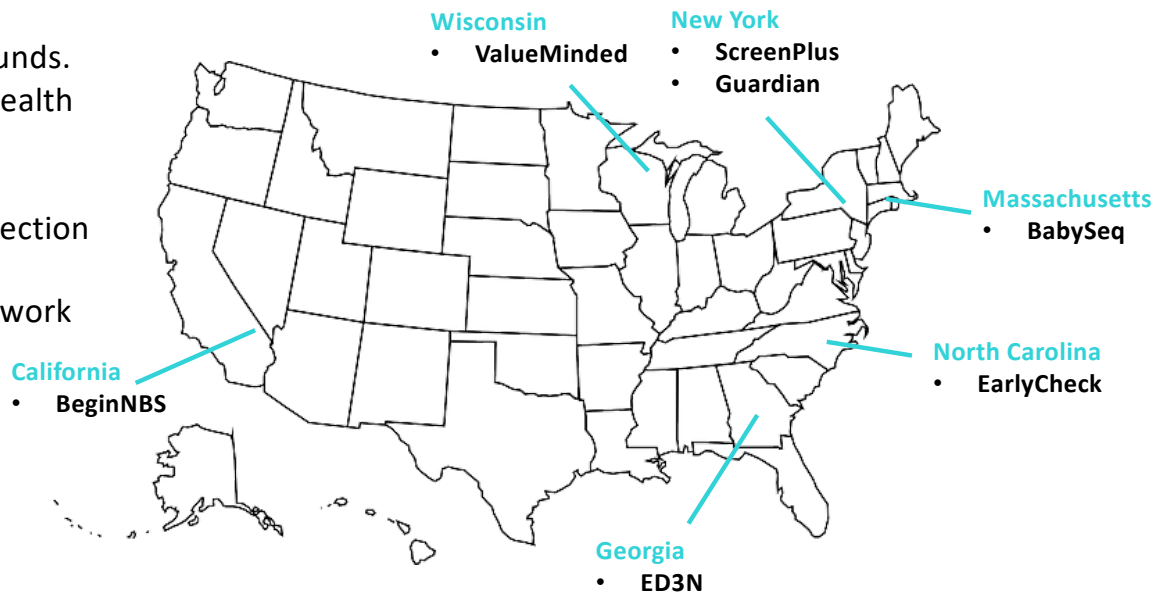 unds.
ealth
ection
work
Wisconsin
• ValueMinded
New York
• ScreenPlus
• Guardian
Massachusetts
• BabySeq
North Carolina
• EarlyCheck
California
• BeginNBS
Georgia
• ED3N